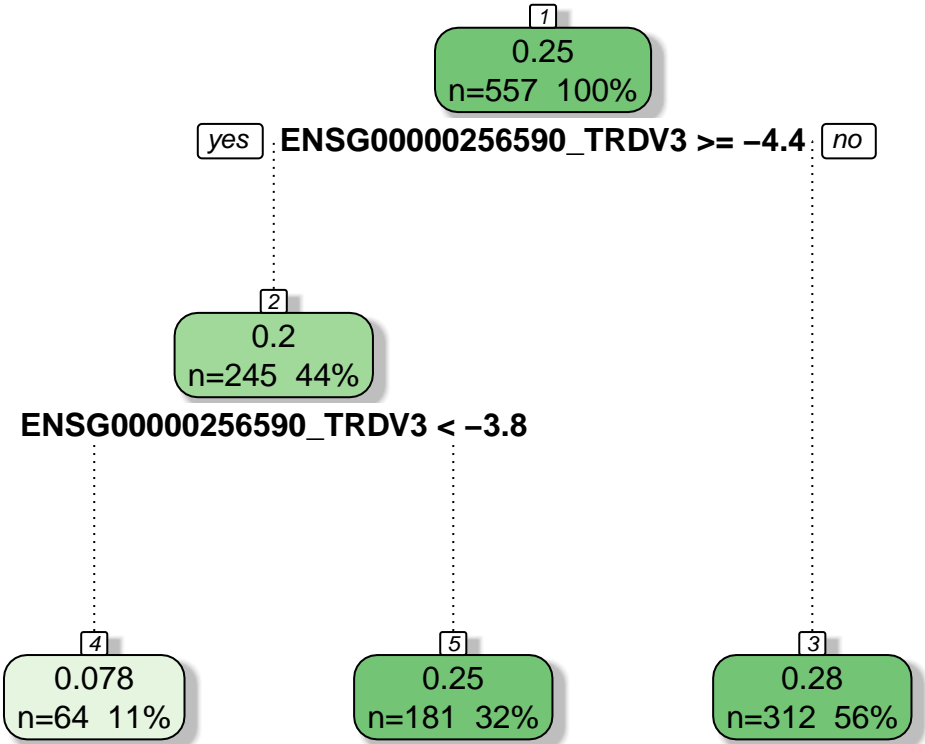 1
0.25
n=557 100%
yes ENSG00000256590_TRDV3 >= −4.4 no
2
0.2
n=245 44%
ENSG00000256590_TRDV3 < −3.8
4 5 3
0.078 0.25 0.28
n=64 11% n=181 32% n=312 56%